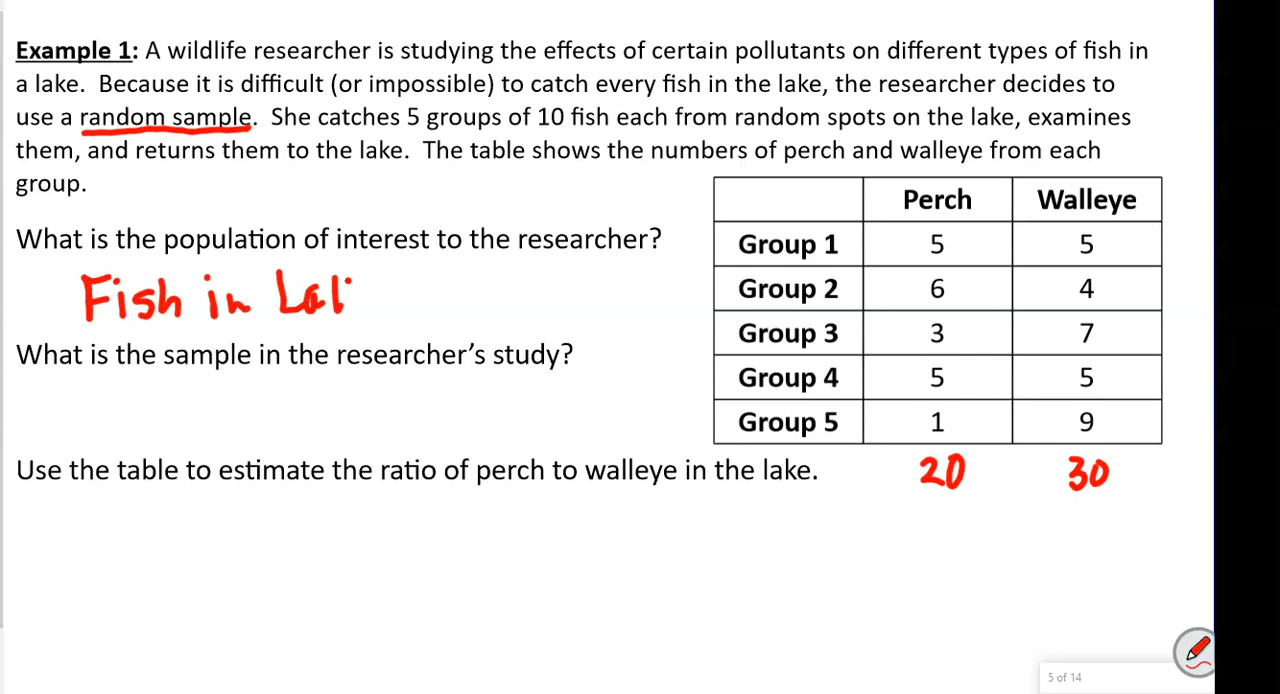 Example 1: A wildlife researcher is studying the effects of certain pollutants on different types of fish in
a lake. Because it is difficult (or impossible) to catch every fish in the lake, the researcher decides to
use a random sample. She catches 5 groups of 10 fish each from random spots on the lake, examines
them, and returns them to the lake. The table shows the numbers of perch and walleye from each
group.
Perch Walleye
What is the population of interest to the researcher?
Group 1 5 5
Fish in
Group 2 6 4
Group 3 3 7
What is the sample in the researcher's study?
Group 4 5 5
Group 5 1 9
Use the table to estimate the ratio of perch to walleye in the lake.
20 30
5 of 14